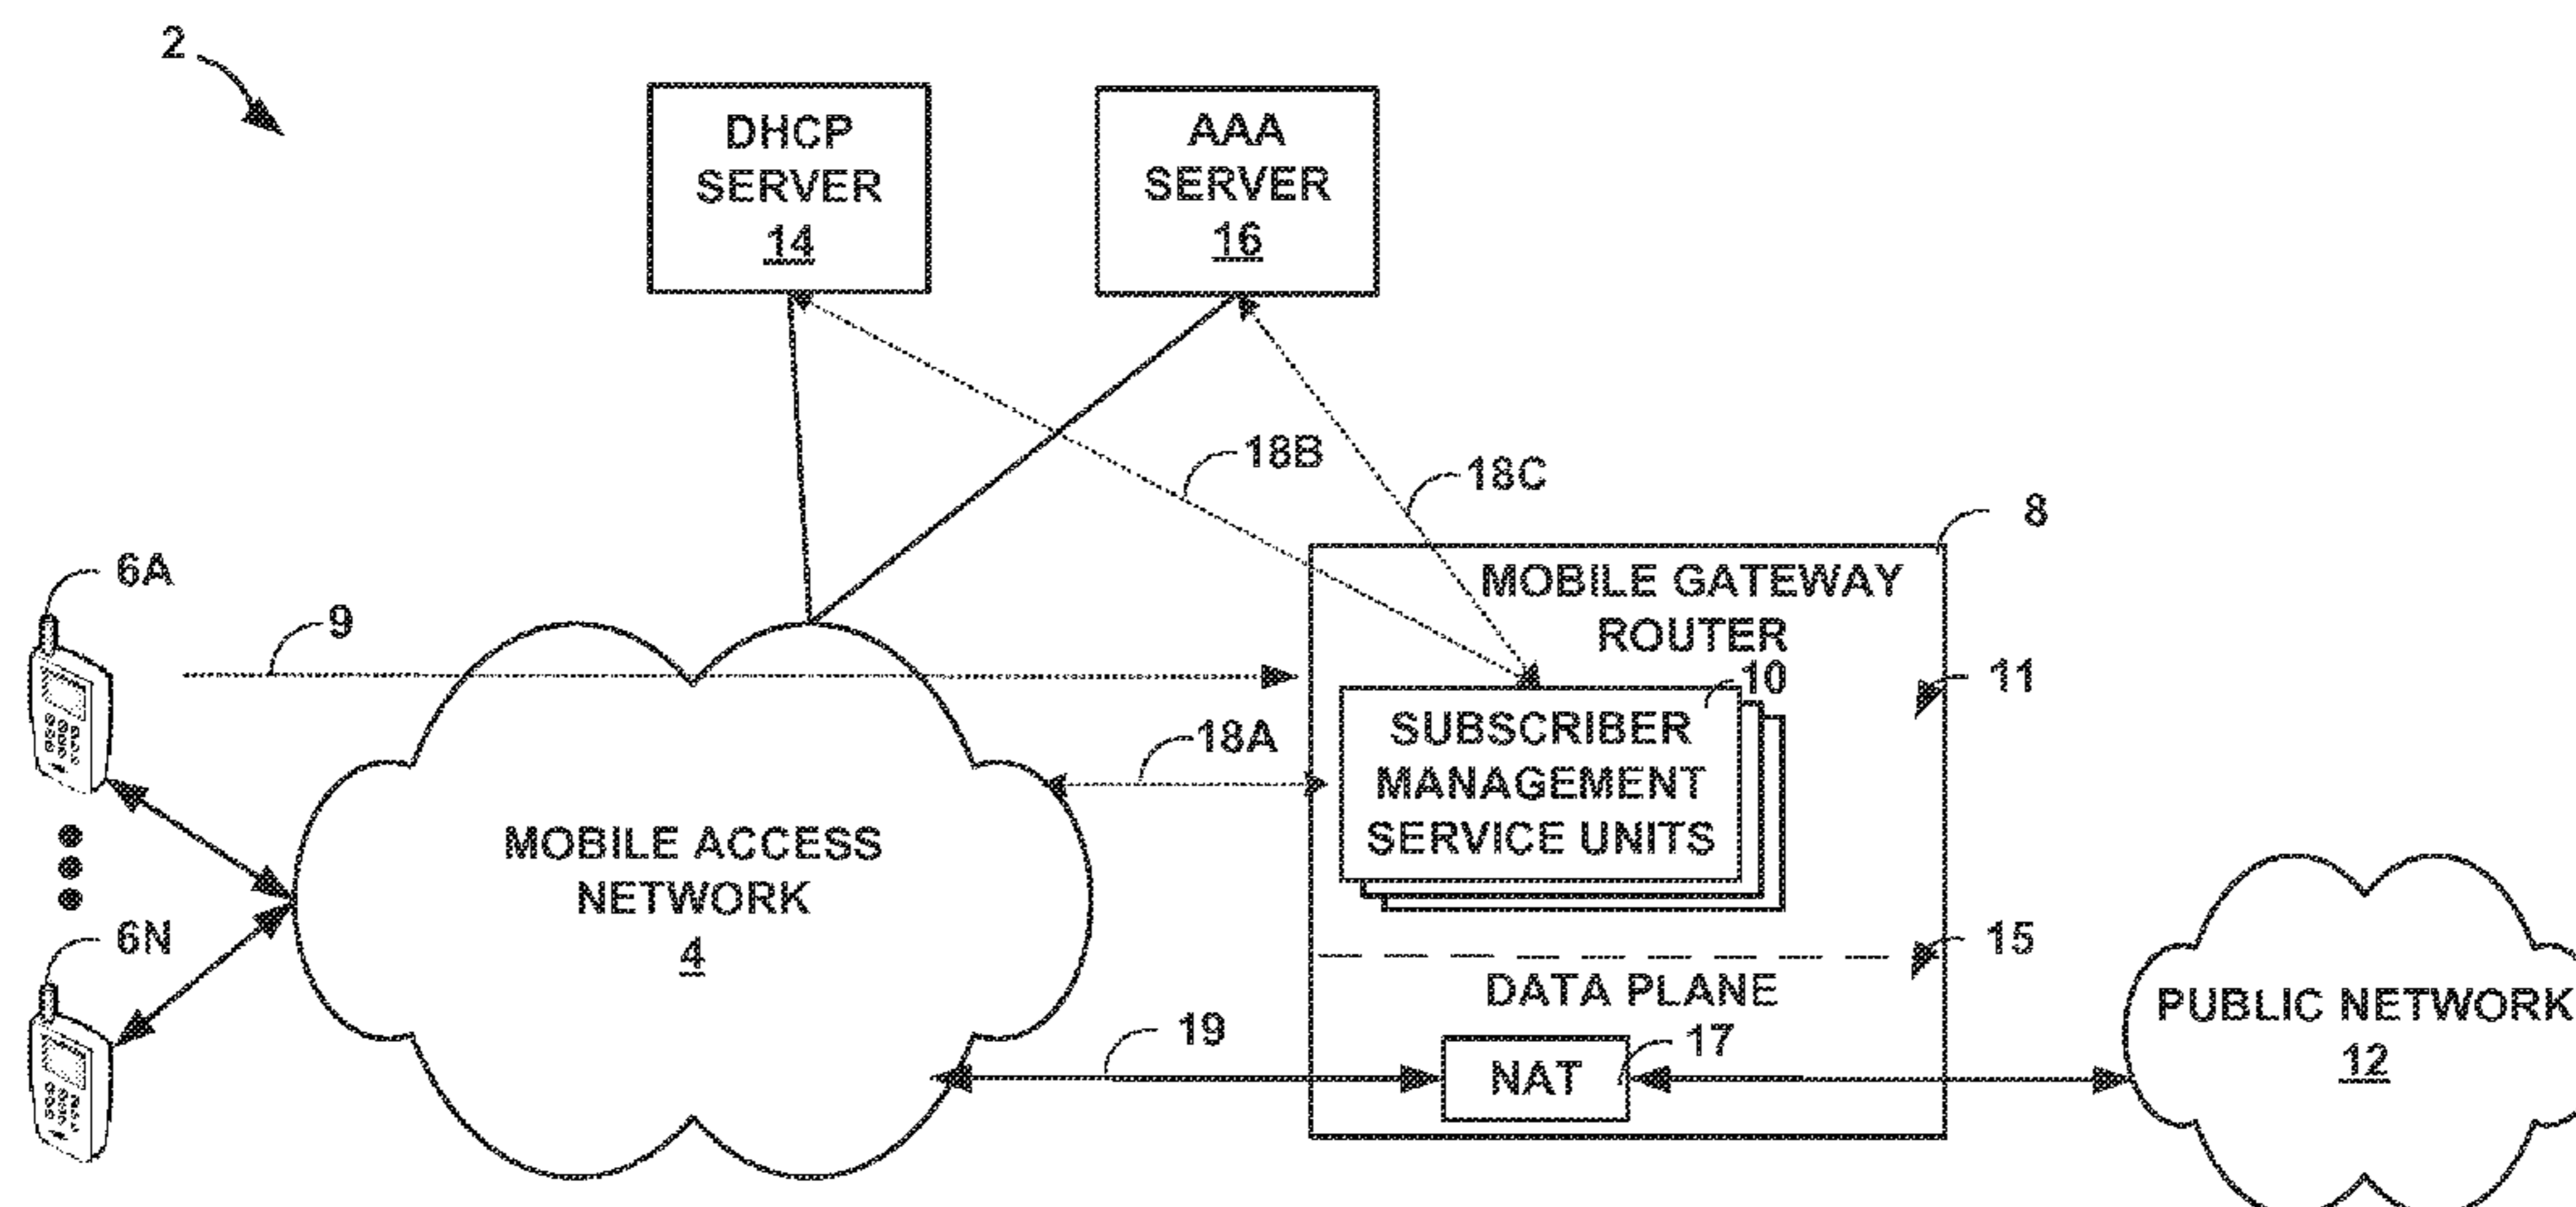 2
DHCP
SERVER
14
AAA
SERVER
16
18B
18C
8
6A
9
MOBILE GATEWAY
ROUTER
10
11
18A
SUBSCRIBER
MANAGEMENT
SERVICE UNITS
MOBILE ACCESS
NETWORK
4
6N
15
DATA PLANE
19
17
NAT
PUBLIC NETWORK
12